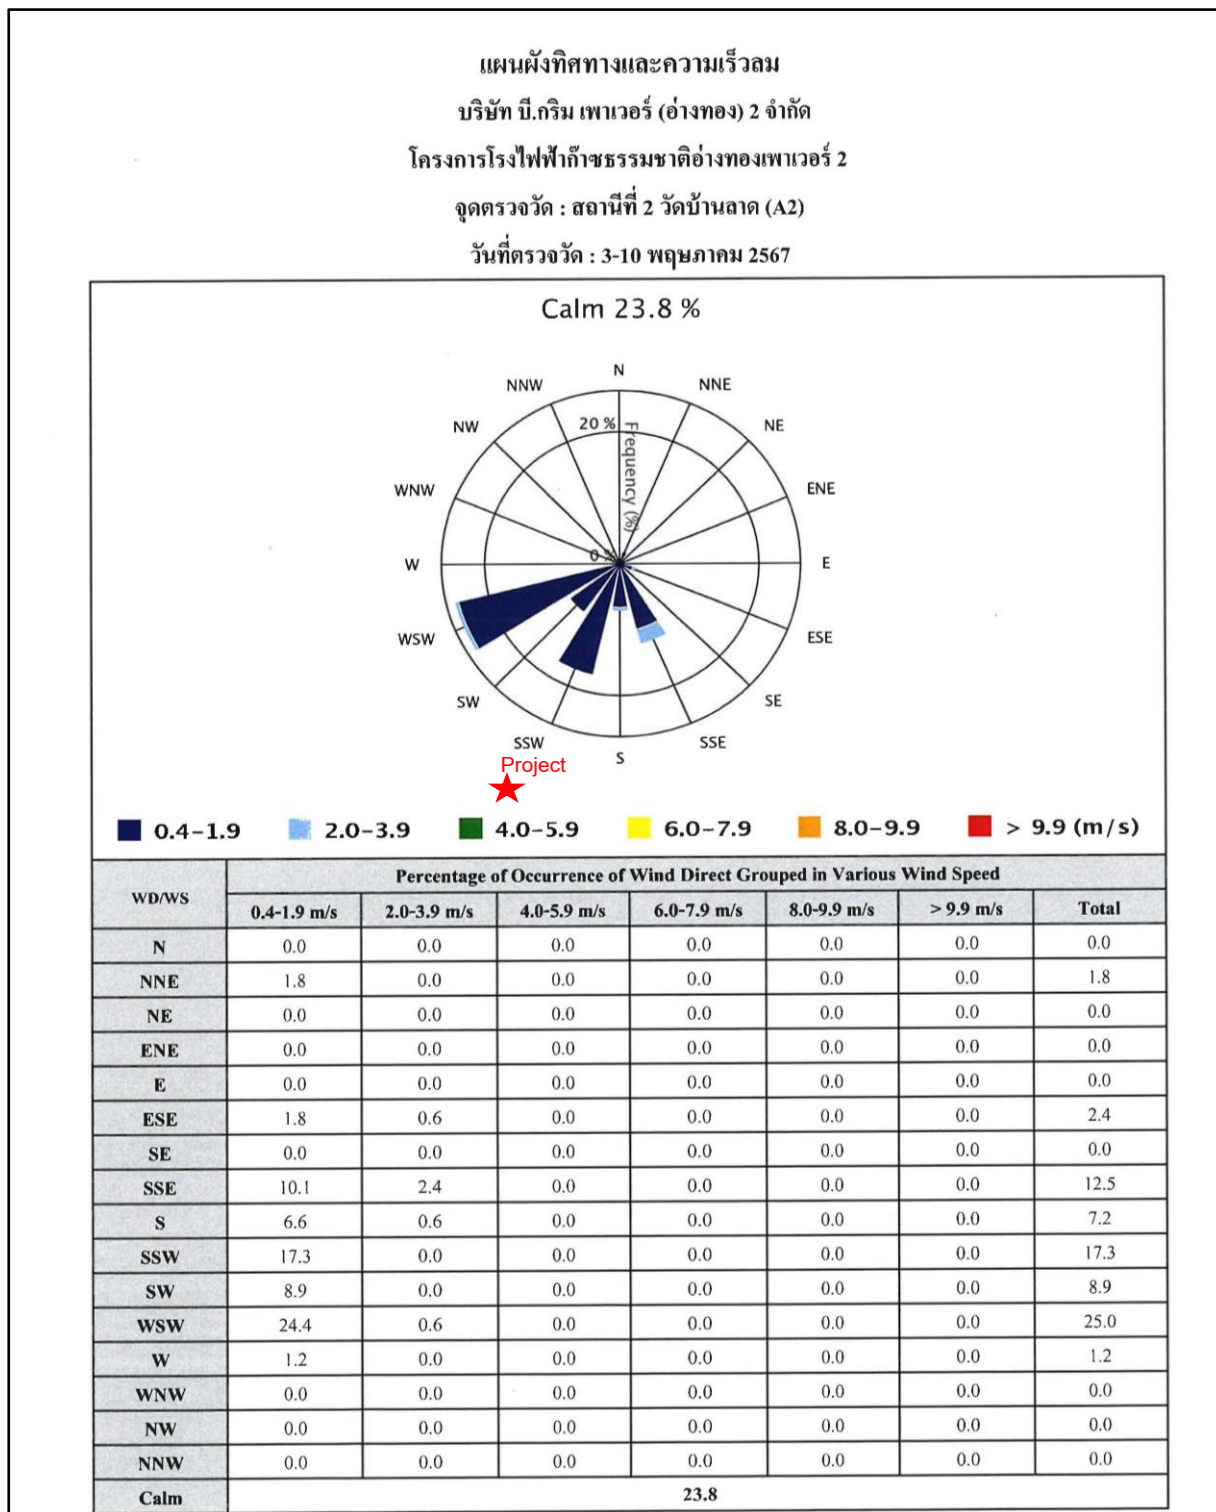 แผนผังทิศทางและความเร็วลม
บริษัท บี.กริม เพาเวอร์ (อ่างทอง) 2 จำกัด
โครงการโรงไฟฟ้าก๊าซธรรมชาติอ่างทองเพาเวอร์ 2
จุดตรวจวัด : สถานีที่ 2 วัดบ้านลาด (A2)
วันที่ตรวจวัด : 3-10 พฤษภาคม 2567
Calm 23.8 %
N
NNW NNE
NW 20 % NE
Frequency (%)
WNW ENE
0 %
W E
WSW ESE
SW SE
SSW SSE
S
Project
0.4-1.9 2.0-3.9 4.0-5.9 6.0-7.9 8.0-9.9 > 9.9 (m/s)
WD/WS Percentage of Occurrence of Wind Direct Grouped in Various Wind Speed
0.4-1.9 m/s 2.0-3.9 m/s 4.0-5.9 m/s 6.0-7.9 m/s 8.0-9.9 m/s > 9.9 m/s Total
N 0.0 0.0 0.0 0.0 0.0 0.0 0.0
NNE 1.8 0.0 0.0 0.0 0.0 0.0 1.8
NE 0.0 0.0 0.0 0.0 0.0 0.0 0.0
ENE 0.0 0.0 0.0 0.0 0.0 0.0 0.0
E 0.0 0.0 0.0 0.0 0.0 0.0 0.0
ESE 1.8 0.6 0.0 0.0 0.0 0.0 2.4
SE 0.0 0.0 0.0 0.0 0.0 0.0 0.0
SSE 10.1 2.4 0.0 0.0 0.0 0.0 12.5
S 6.6 0.6 0.0 0.0 0.0 0.0 7.2
SSW 17.3 0.0 0.0 0.0 0.0 0.0 17.3
SW 8.9 0.0 0.0 0.0 0.0 0.0 8.9
WSW 24.4 0.6 0.0 0.0 0.0 0.0 25.0
W 1.2 0.0 0.0 0.0 0.0 0.0 1.2
WNW 0.0 0.0 0.0 0.0 0.0 0.0 0.0
NW 0.0 0.0 0.0 0.0 0.0 0.0 0.0
NNW 0.0 0.0 0.0 0.0 0.0 0.0 0.0
Calm 23.8